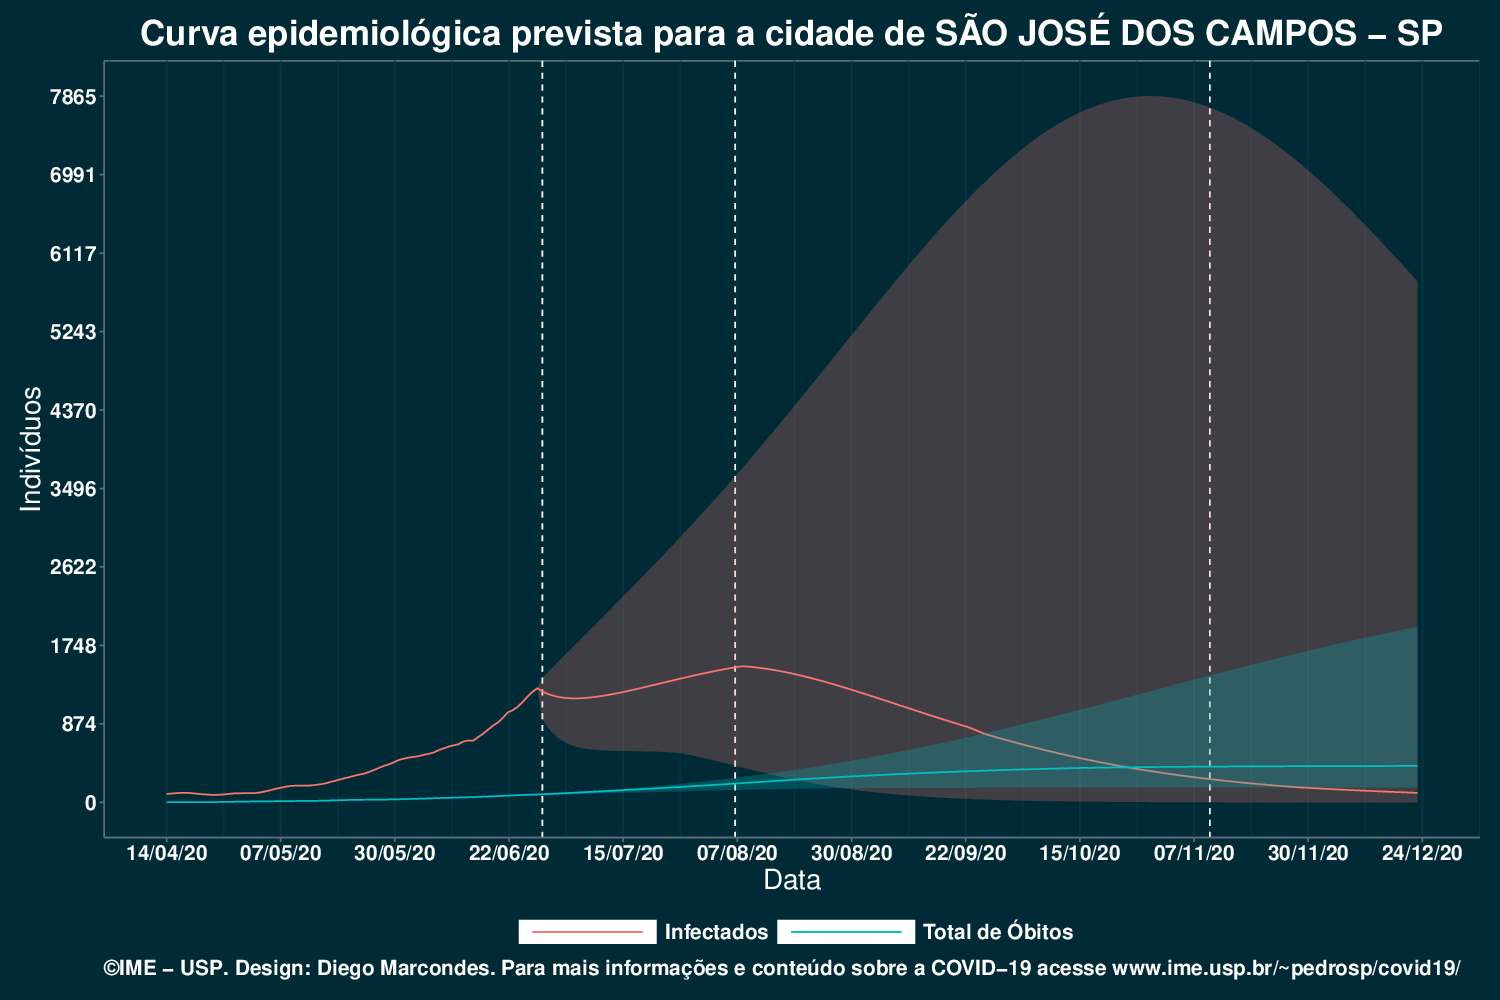 Curva epidemiológica prevista para a cidade de SÃO JOSÉ DOS CAMPOS – SP
7865
6991
6117
5243
4370
3496
2622
1748
874
0
Indivíduos
14/04/20 07/05/20 30/05/20 22/06/20 15/07/20 07/08/20 30/08/20 22/09/20 15/10/20 07/11/20 30/11/20 24/12/20
Data
Infectados Total de Óbitos
©IME – USP. Design: Diego Marcondes. Para mais informações e conteúdo sobre a COVID–19 acesse www.ime.usp.br/~pedrosp/covid19/